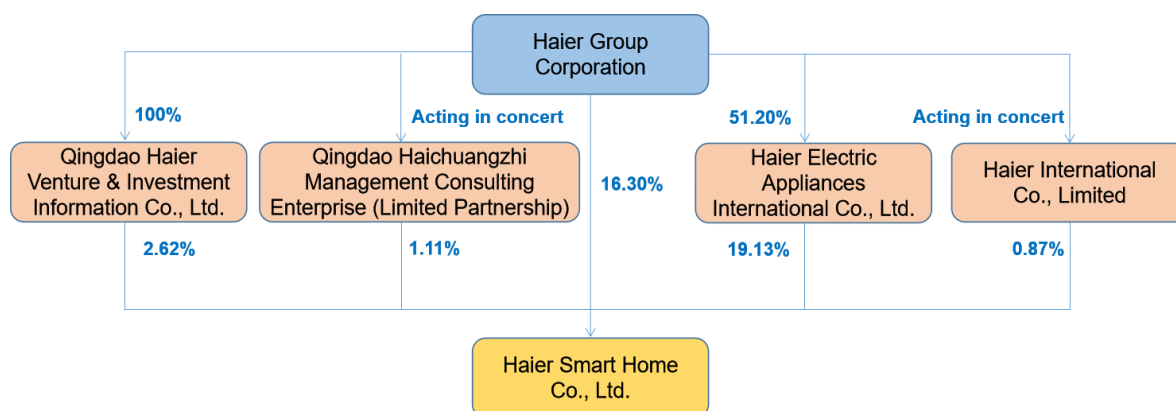 Haier Group
Corporation
100%
Acting in concert
51.20%
Acting in concert
Qingdao Haier
Venture & Investment
Information Co., Ltd.
Qingdao Haichuangzhi
Management Consulting
Enterprise (Limited Partnership)
16.30%
Haier Electric
Appliances
International Co., Ltd.
Haier International
Co., Limited
2.62%
1.11%
19.13%
0.87%
Haier Smart Home
Co., Ltd.